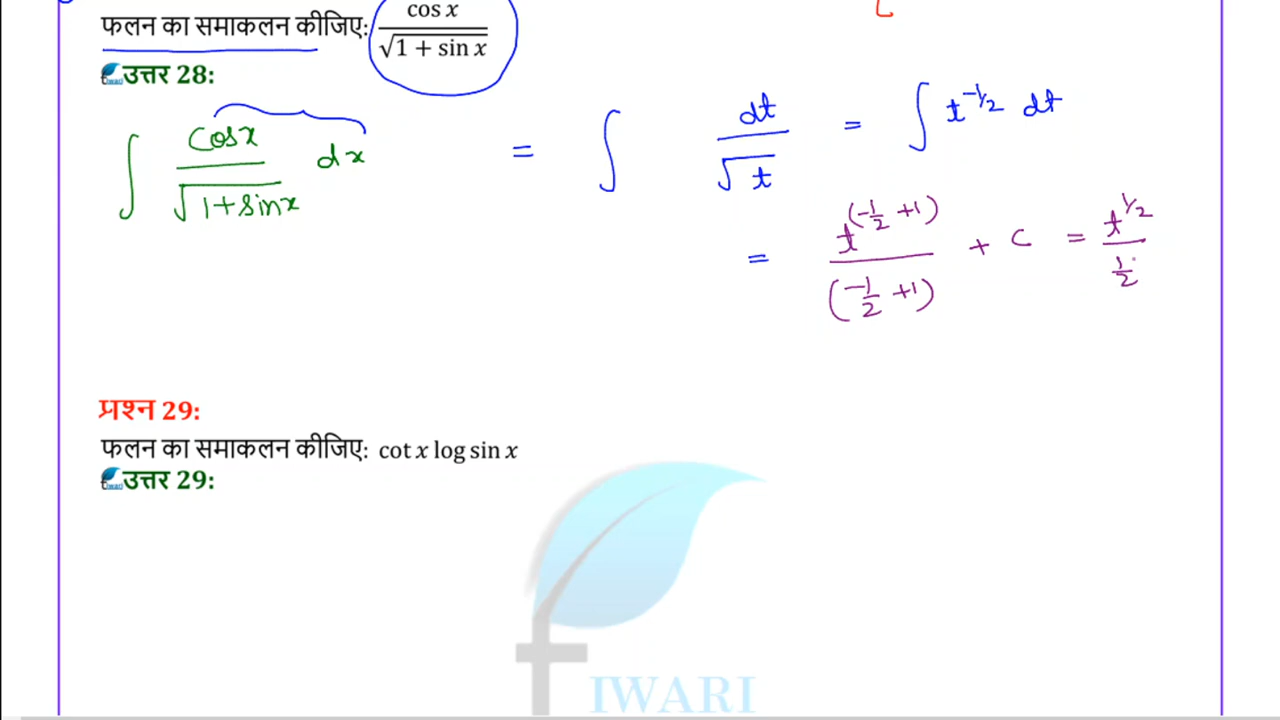 फलन का समाकलन कीजिए: cos x / √(1 + sin x)
उत्तर 28:
∫ cosx / √(1+sinx) dx = ∫ dt / √t = ∫ t^(-1/2) dt
= t^(-1/2 +1) / (-1/2 +1) + c = t^(1/2) / (1/2)
प्रश्न 29:
फलन का समाकलन कीजिए: cot x log sin x
उत्तर 29:
IWARI